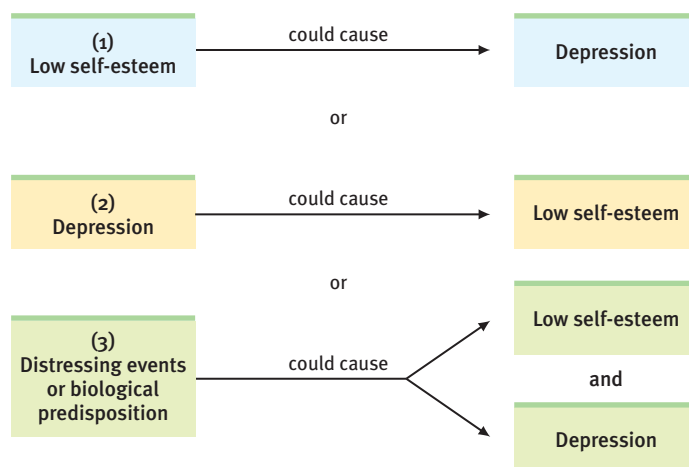 (1)
Low self-esteem
could cause
Depression
or
(2)
Depression
could cause
Low self-esteem
or
(3)
Distressing events
or biological
predisposition
could cause
Low self-esteem
and
Depression